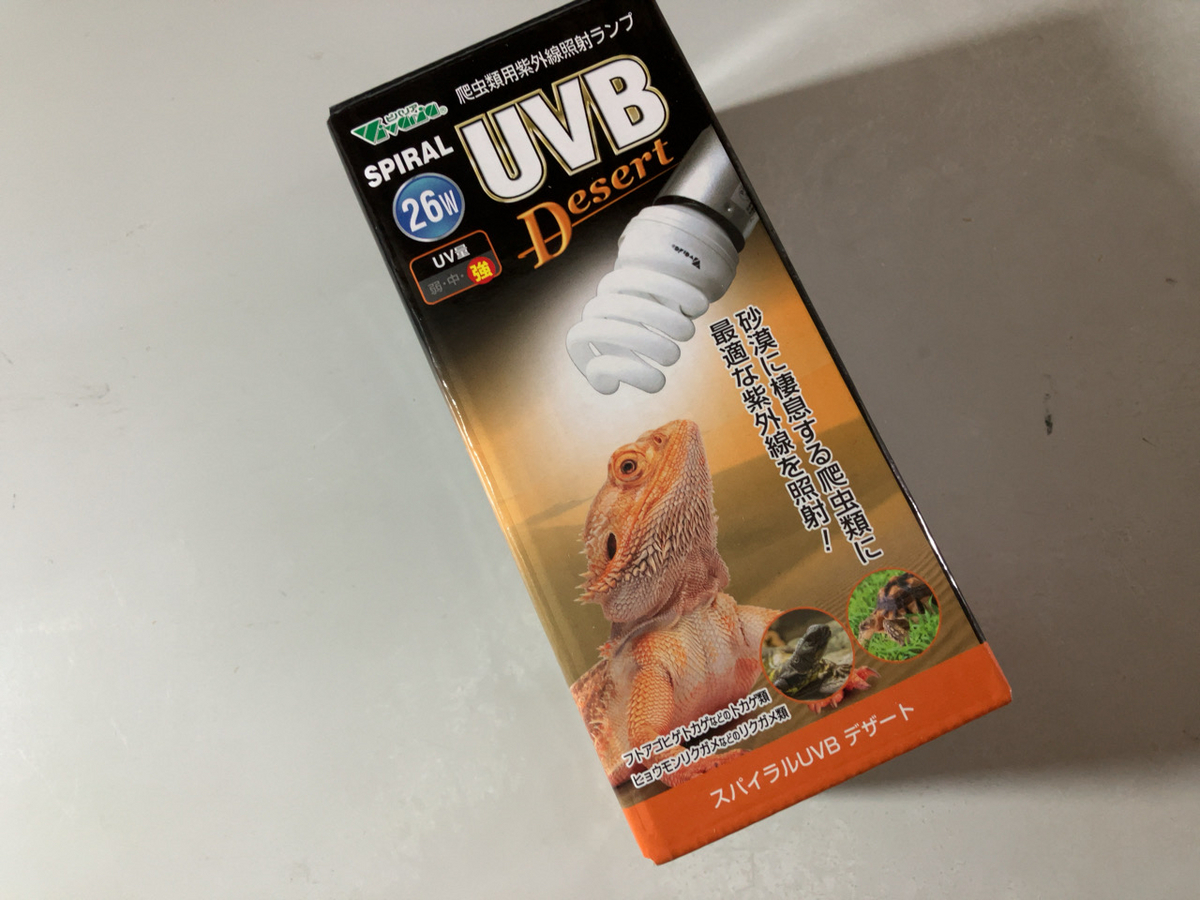 爬虫類用紫外線照射ランプ
ビバリア
Vivaria®
SPIRAL
UVB
Desert
26W
UV量
弱・中・強
砂漠に棲息する爬虫類に
最適な紫外線を照射！
フトアゴヒゲトカゲなどのトカゲ類
ヒョウモンリクガメなどのリクガメ類
スパイラルUVB デザート